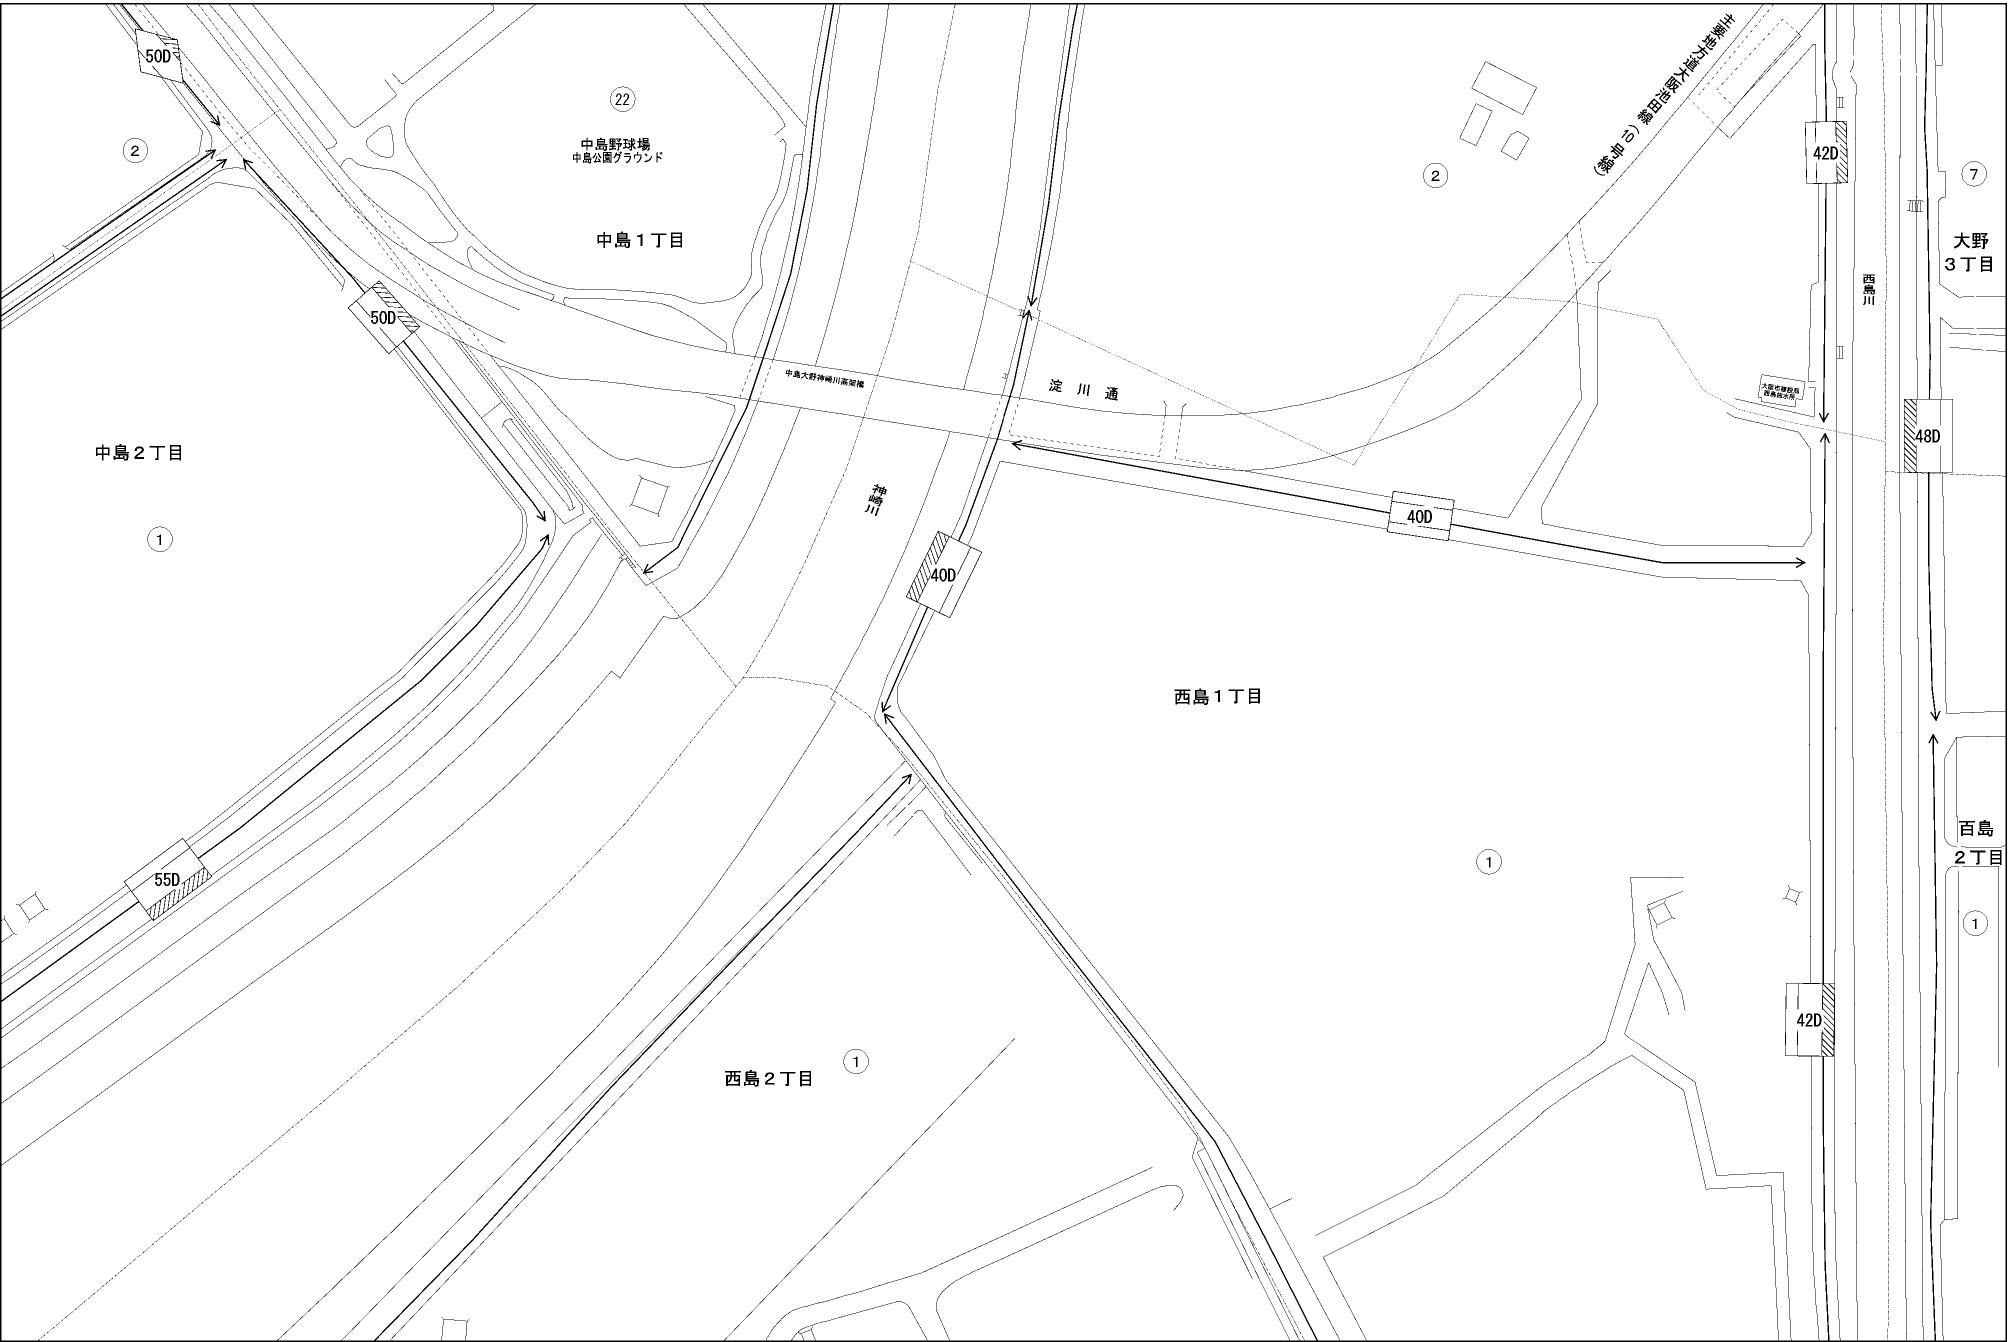 50D
22
中島野球場
中島公園グラウンド
2
中島１丁目
主要地方道大阪池田線（10号線）
2
42D
7
大野
３丁目
西島川
50D
中島大野神崎川高架橋
淀川通
大阪市建設局
西島抽水所
48D
中島２丁目
神崎川
40D
1
40D
西島１丁目
百島
２丁目
1
55D
1
42D
1
西島２丁目